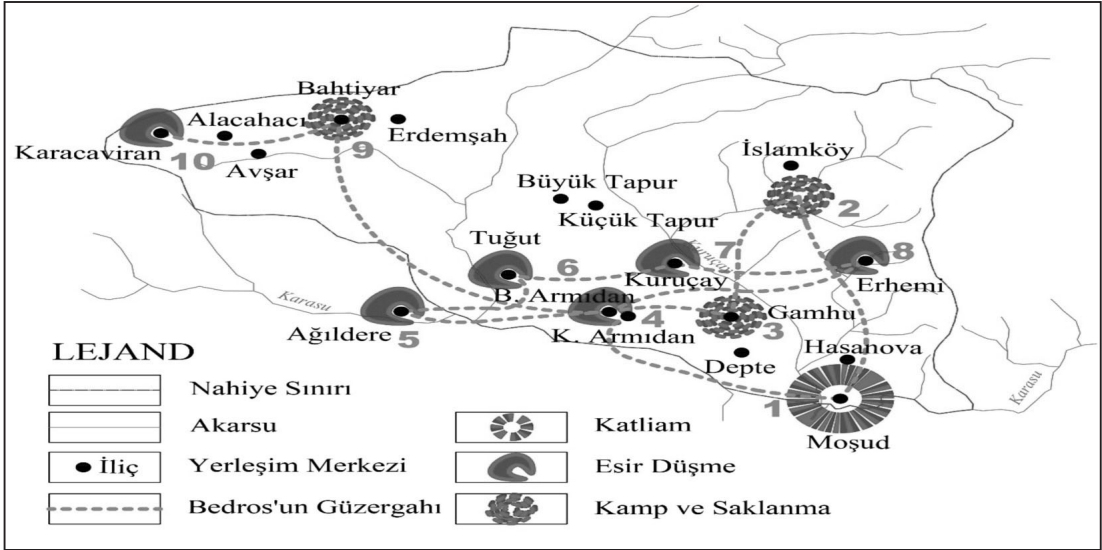 Bahtiyar
Alacahacı
Karacaviran
10
Avşar
9
Erdemşah
İslamköy
2
Büyük Tapur
Küçük Tapur
Tuğut
6
Kuruçay
7
Kuruçay
8
Erhemi
B. Armıdan
Karasu
Ağıldere
5
4
K. Armıdan
Gamhu
3
Depte
Hasanova
1
Moşud
Karasu
LEJAND
Nahiye Sınırı
Akarsu
İliç
Yerleşim Merkezi
Bedros'un Güzergahı
Katliam
Esir Düşme
Kamp ve Saklanma